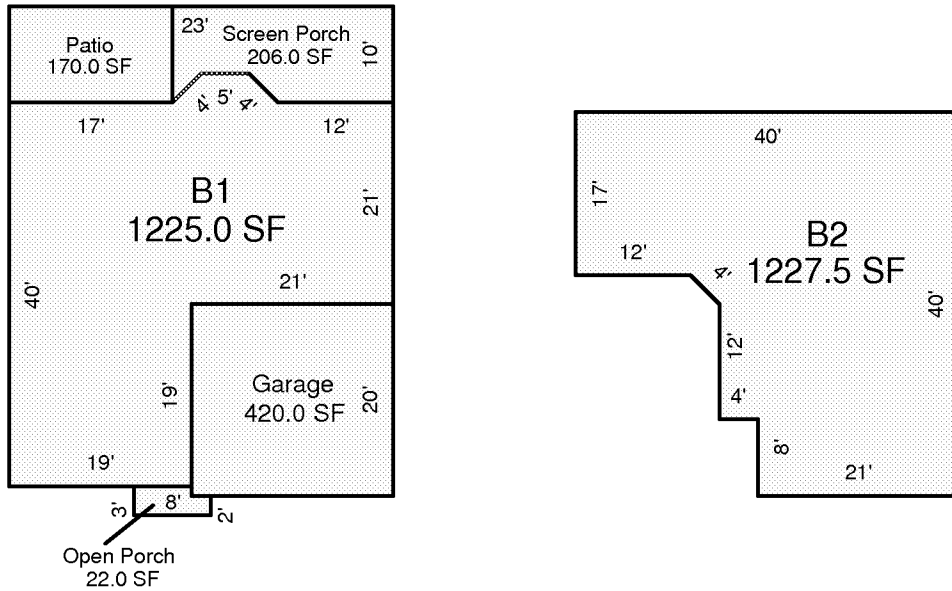 23'
Patio
170.0 SF
Screen Porch
206.0 SF
10'
4'
5'
4'
17'
12'
B1
1225.0 SF
21'
21'
40'
19'
Garage
420.0 SF
20'
19'
3'
8'
2'
Open Porch
22.0 SF
40'
17'
12'
4'
B2
1227.5 SF
40'
12'
4'
8'
21'